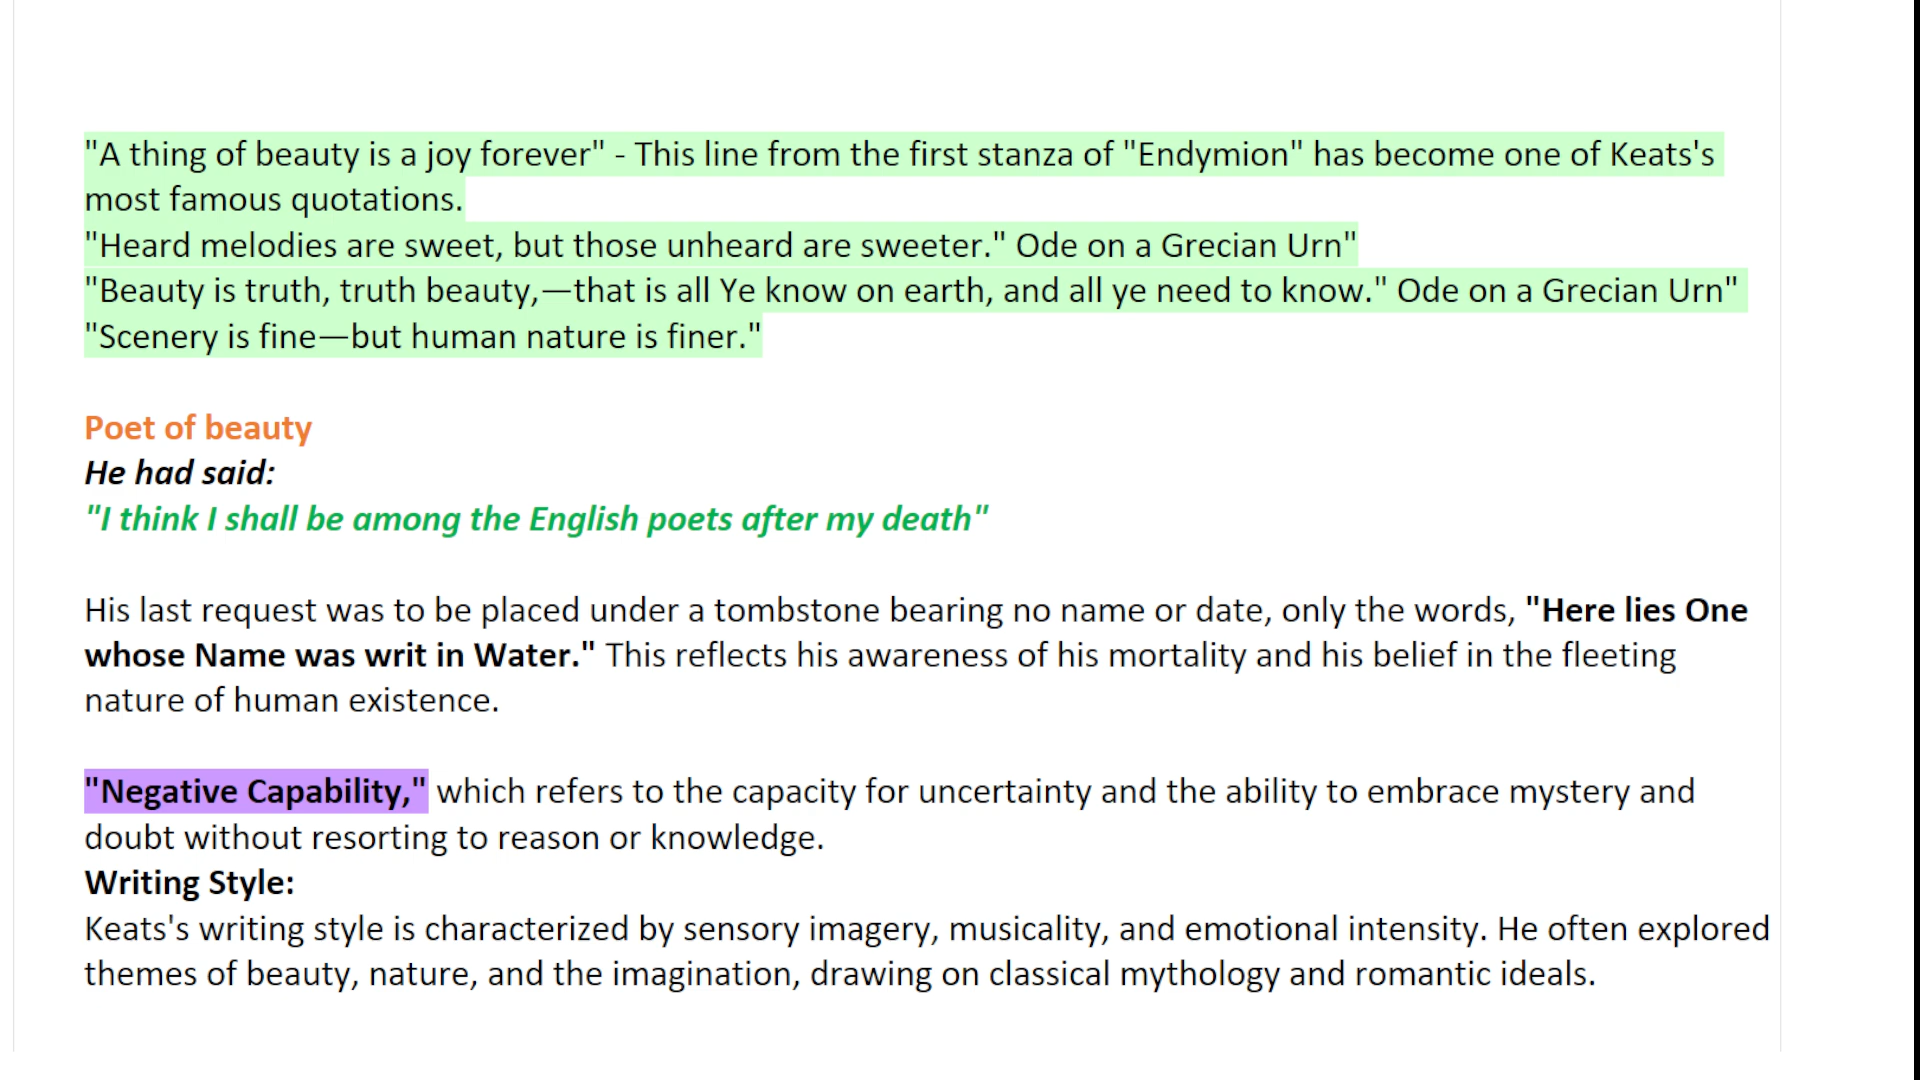 "A thing of beauty is a joy forever" - This line from the first stanza of "Endymion" has become one of Keats's
most famous quotations.
"Heard melodies are sweet, but those unheard are sweeter." Ode on a Grecian Urn"
"Beauty is truth, truth beauty,—that is all Ye know on earth, and all ye need to know." Ode on a Grecian Urn"
"Scenery is fine—but human nature is finer."
Poet of beauty
He had said:
"I think I shall be among the English poets after my death"
His last request was to be placed under a tombstone bearing no name or date, only the words, "Here lies One
whose Name was writ in Water." This reflects his awareness of his mortality and his belief in the fleeting
nature of human existence.
"Negative Capability," which refers to the capacity for uncertainty and the ability to embrace mystery and
doubt without resorting to reason or knowledge.
Writing Style:
Keats's writing style is characterized by sensory imagery, musicality, and emotional intensity. He often explored
themes of beauty, nature, and the imagination, drawing on classical mythology and romantic ideals.